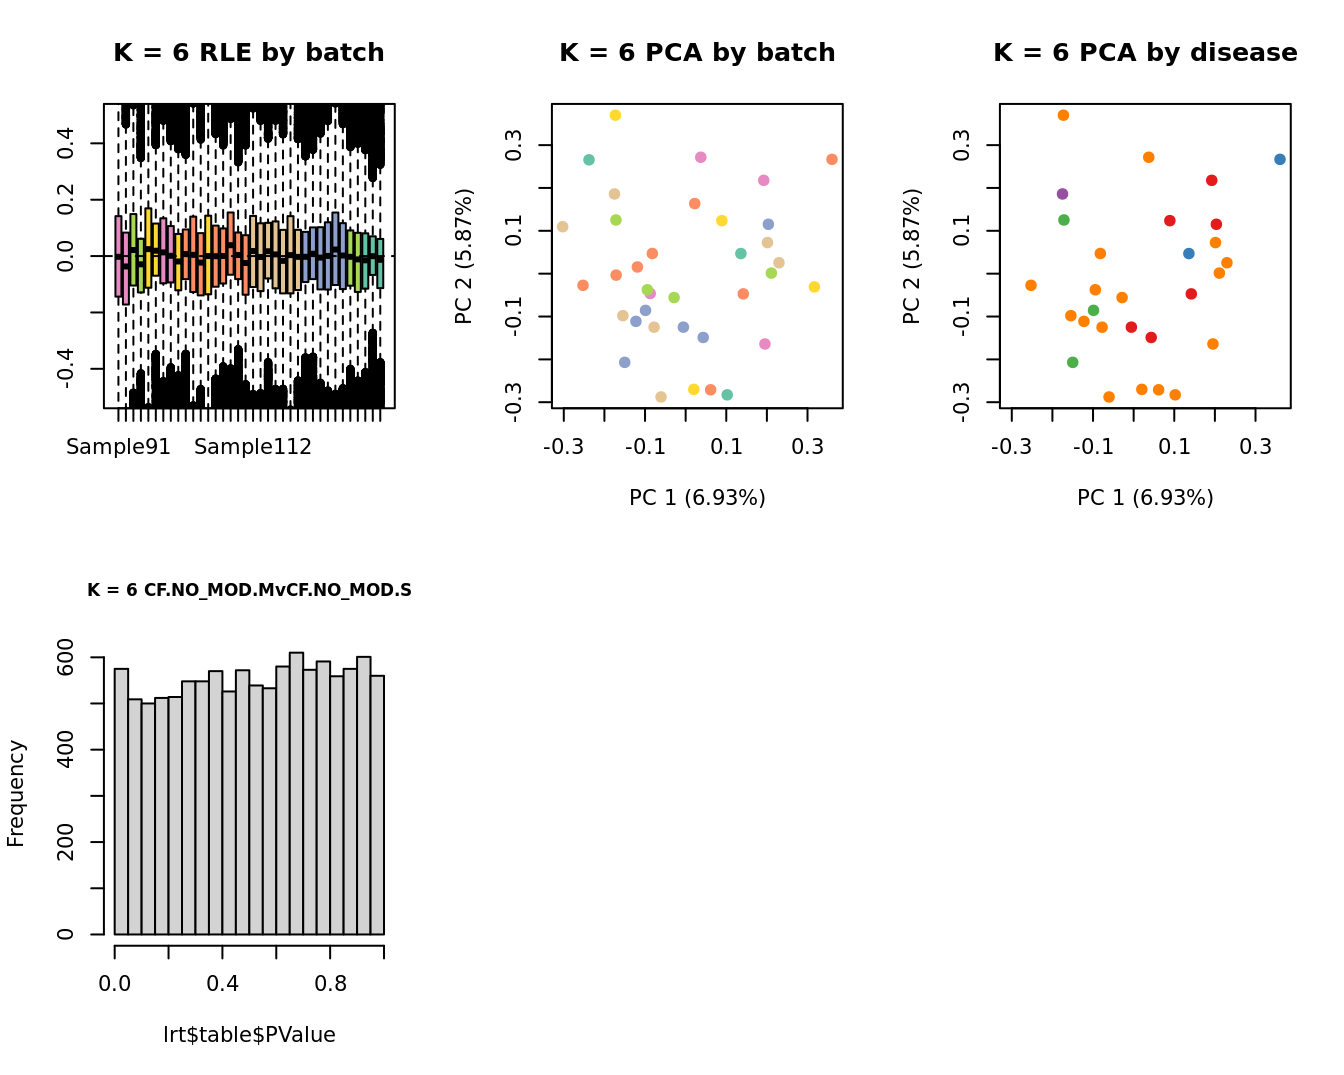 K = 6 RLE by batch
0.4
0.2
0.0
-0.4
Sample91
Sample112
K = 6 PCA by batch
PC 2 (5.87%)
0.3
0.1
-0.1
-0.3
-0.3
-0.1
0.1
0.3
PC 1 (6.93%)
K = 6 PCA by disease
PC 2 (5.87%)
0.3
0.1
-0.1
-0.3
-0.3
-0.1
0.1
0.3
PC 1 (6.93%)
K = 6 CF.NO_MOD.MvCF.NO_MOD.S
Frequency
600
400
200
0
0.0
0.4
0.8
lrt$table$PValue